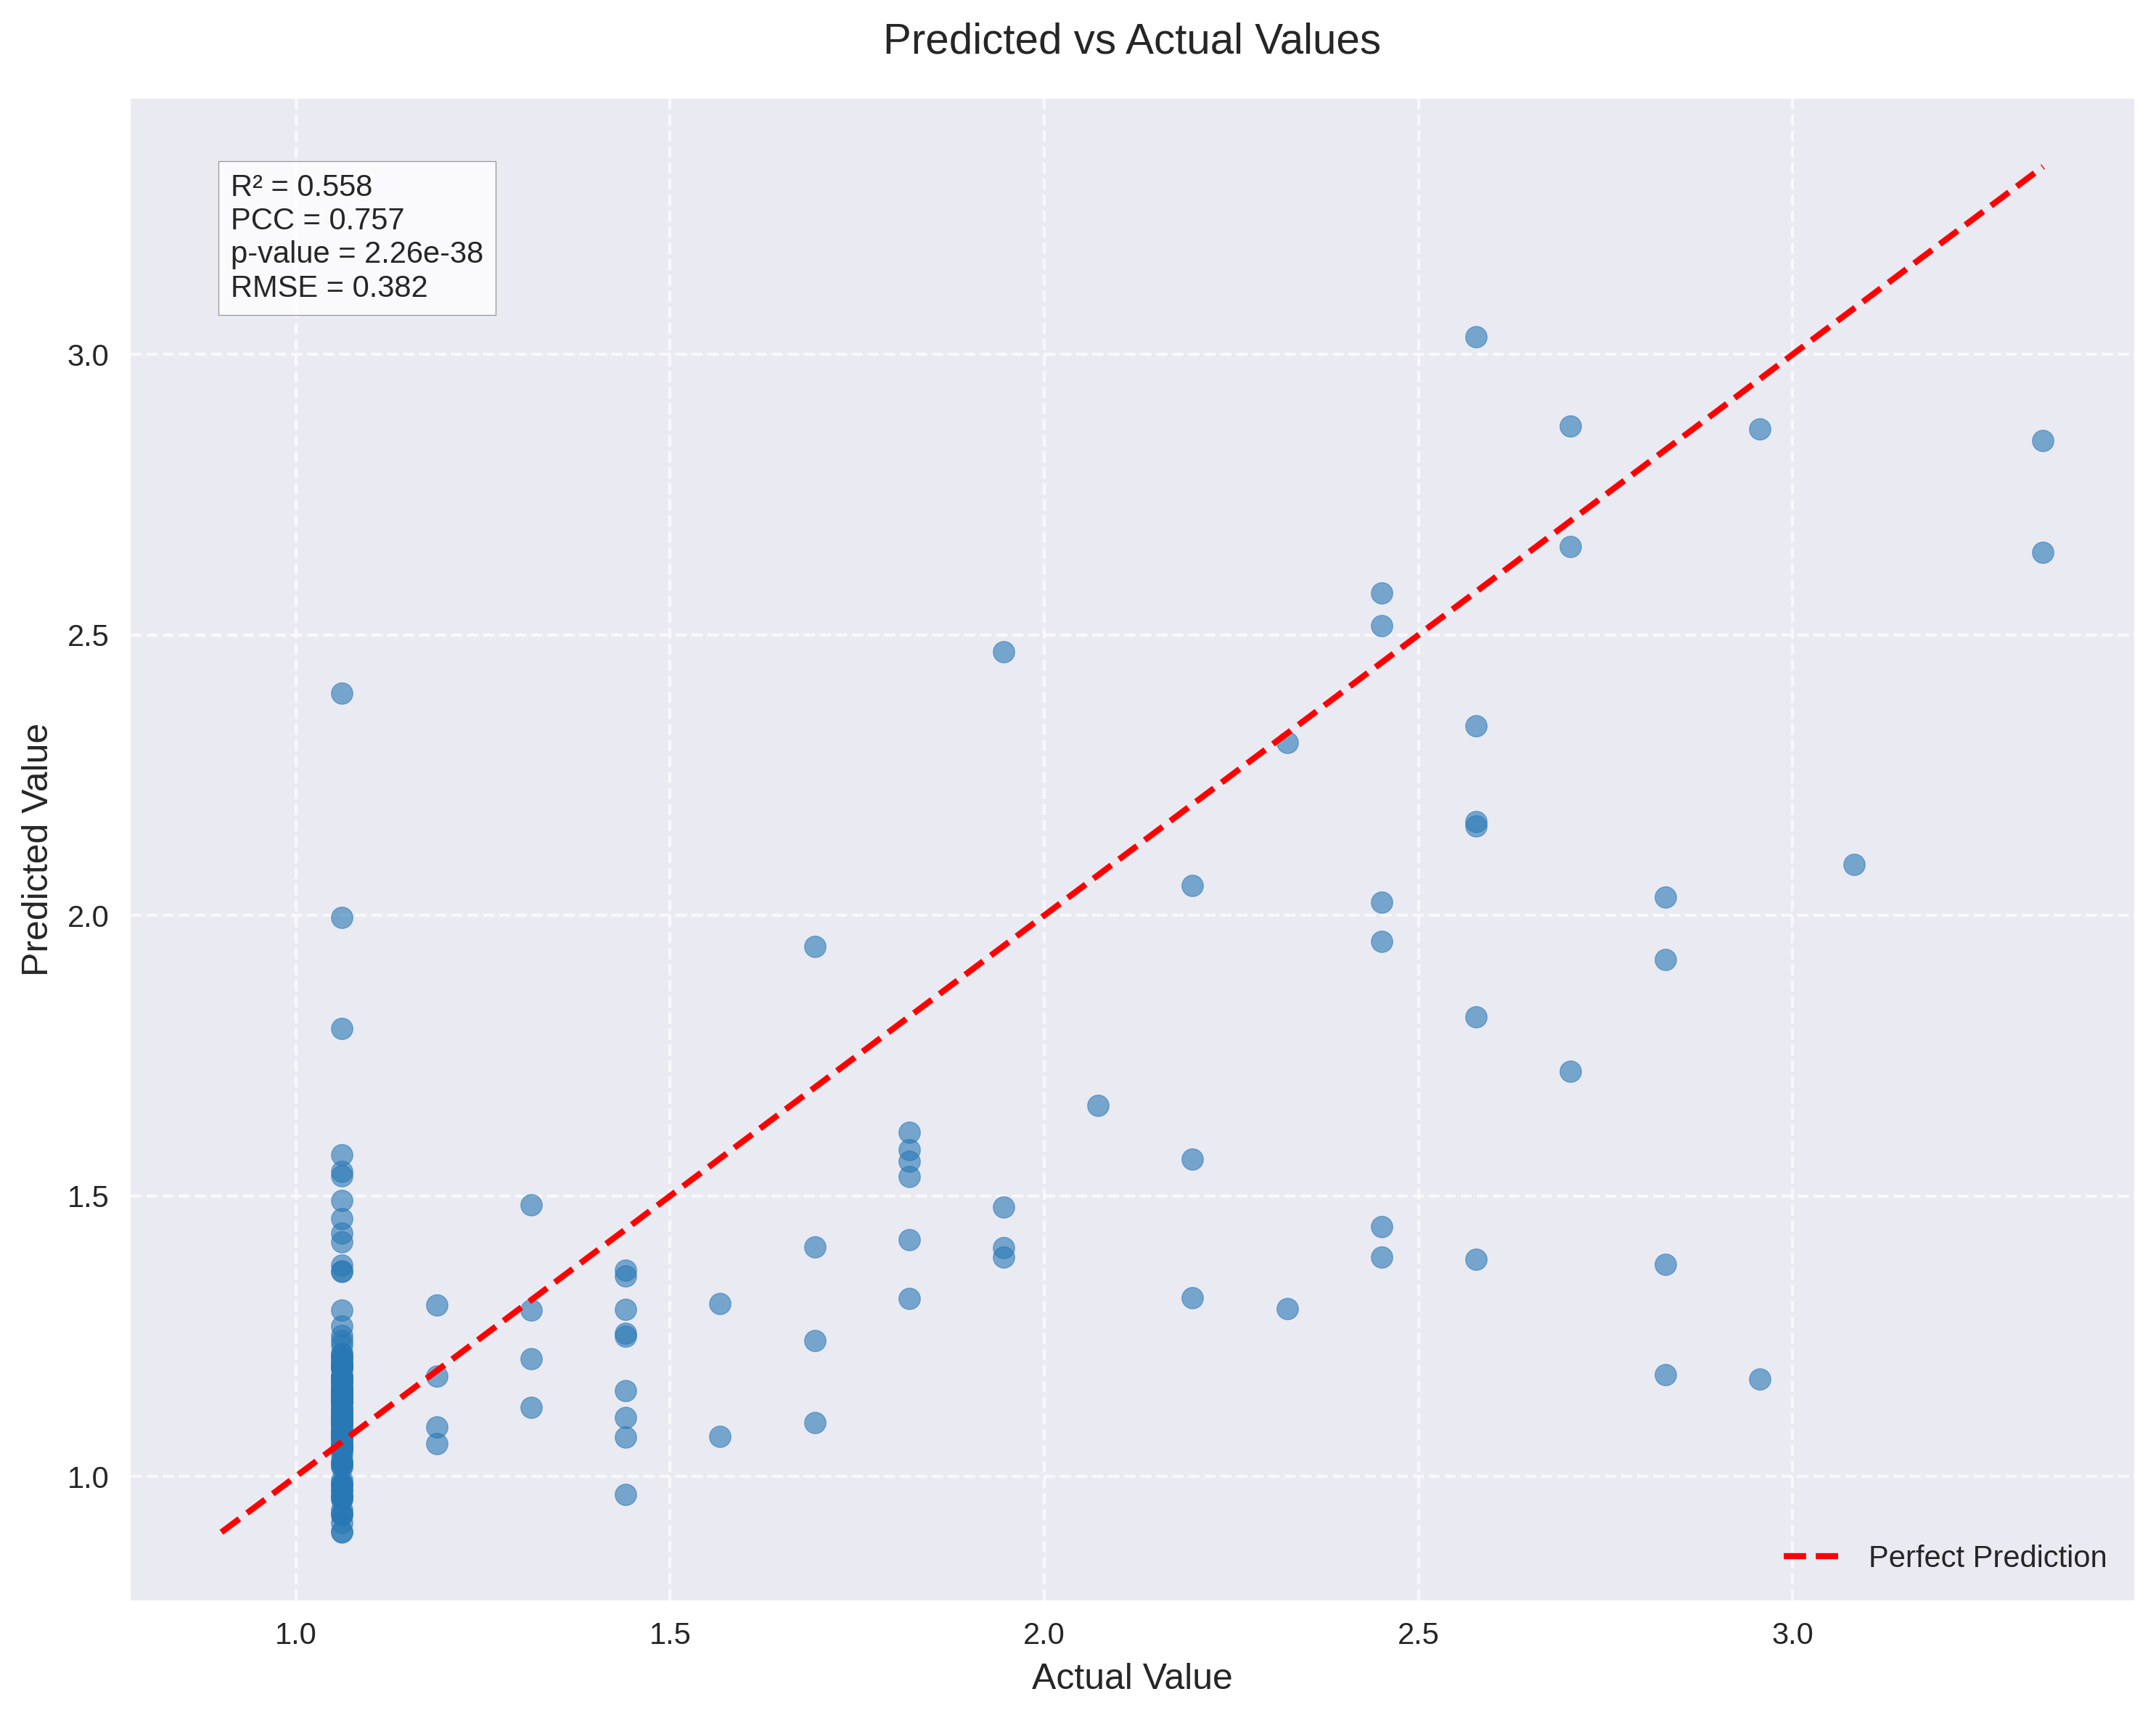 Predicted vs Actual Values
R² = 0.558
PCC = 0.757
p-value = 2.26e-38
RMSE = 0.382
3.0
2.5
2.0
1.5
1.0
Predicted Value
Perfect Prediction
1.0 1.5 2.0 2.5 3.0
Actual Value